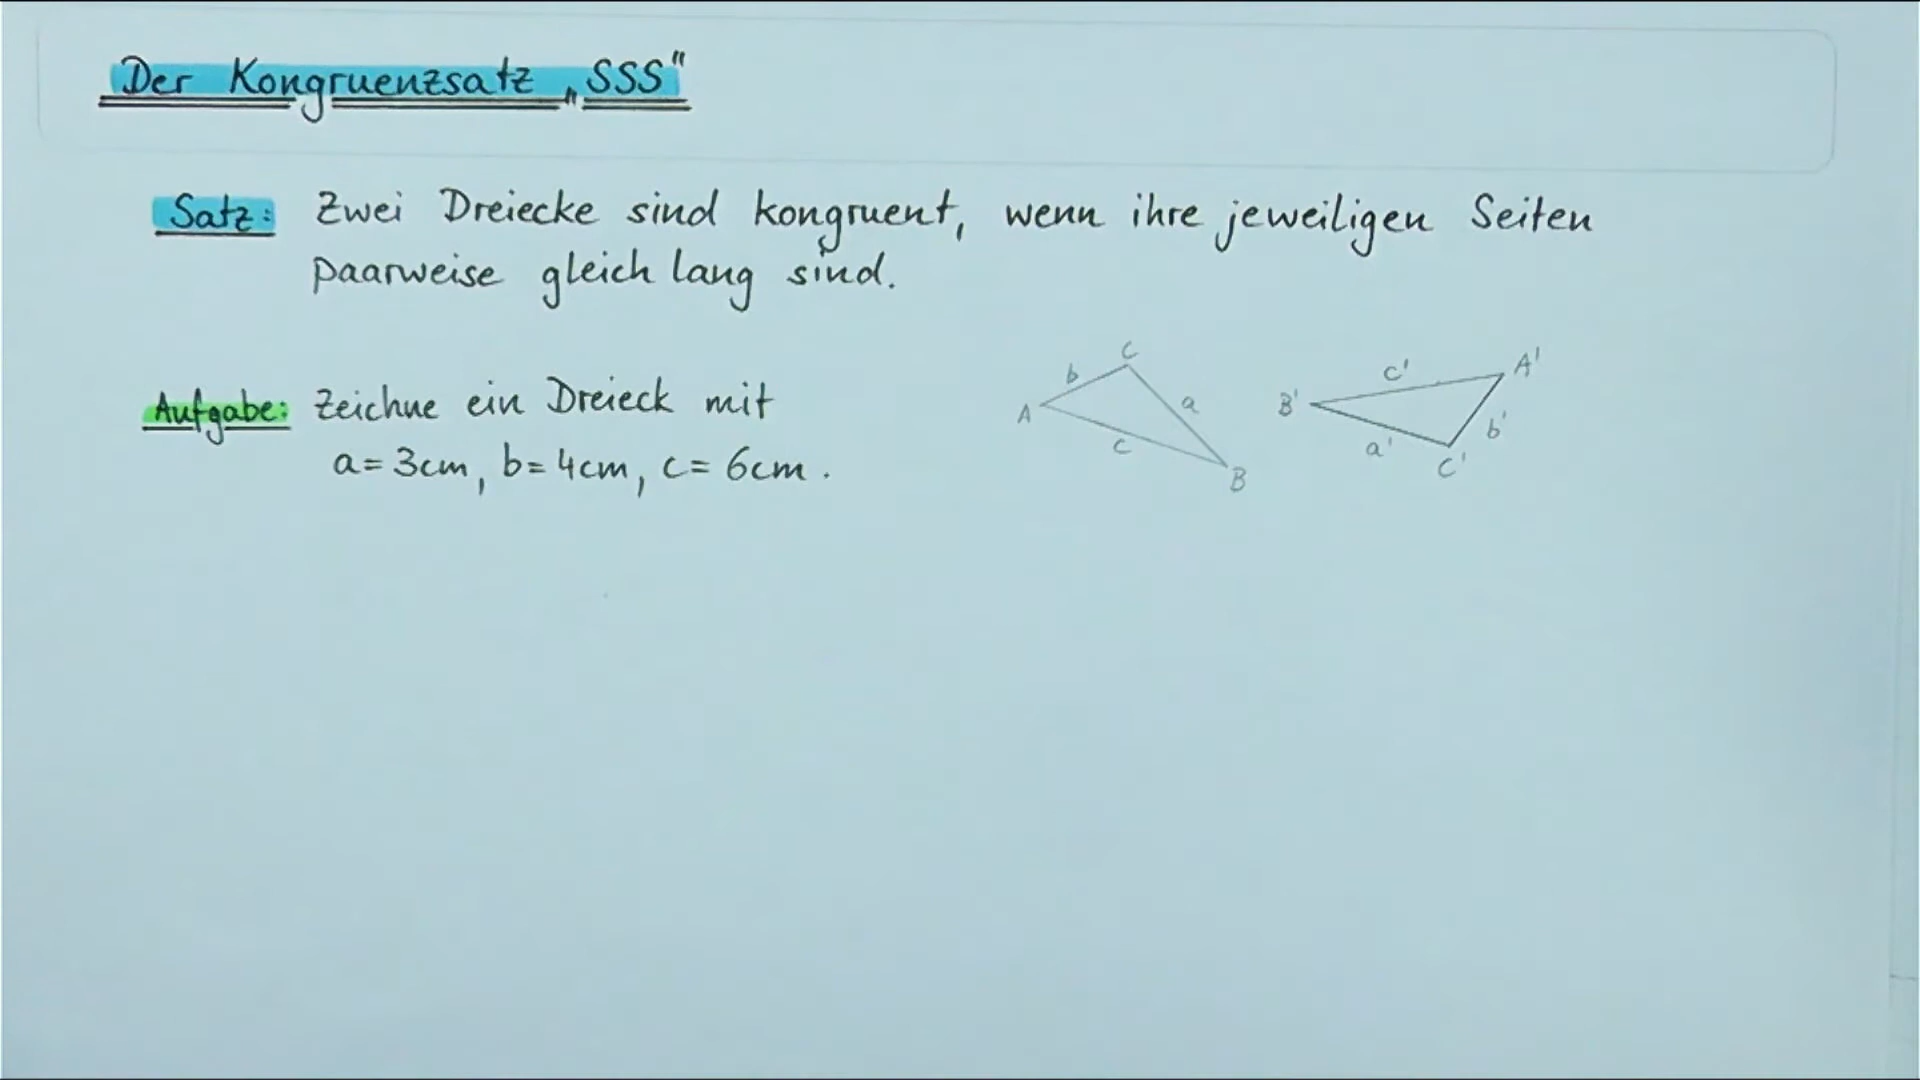 Der Kongruenzsatz „SSS“
Satz: Zwei Dreiecke sind kongruent, wenn ihre jeweiligen Seiten
paarweise gleich lang sind.
Aufgabe: Zeichne ein Dreieck mit
a = 3cm, b = 4cm, c = 6cm.
A b C a c B
B' c' A' a' b' C'